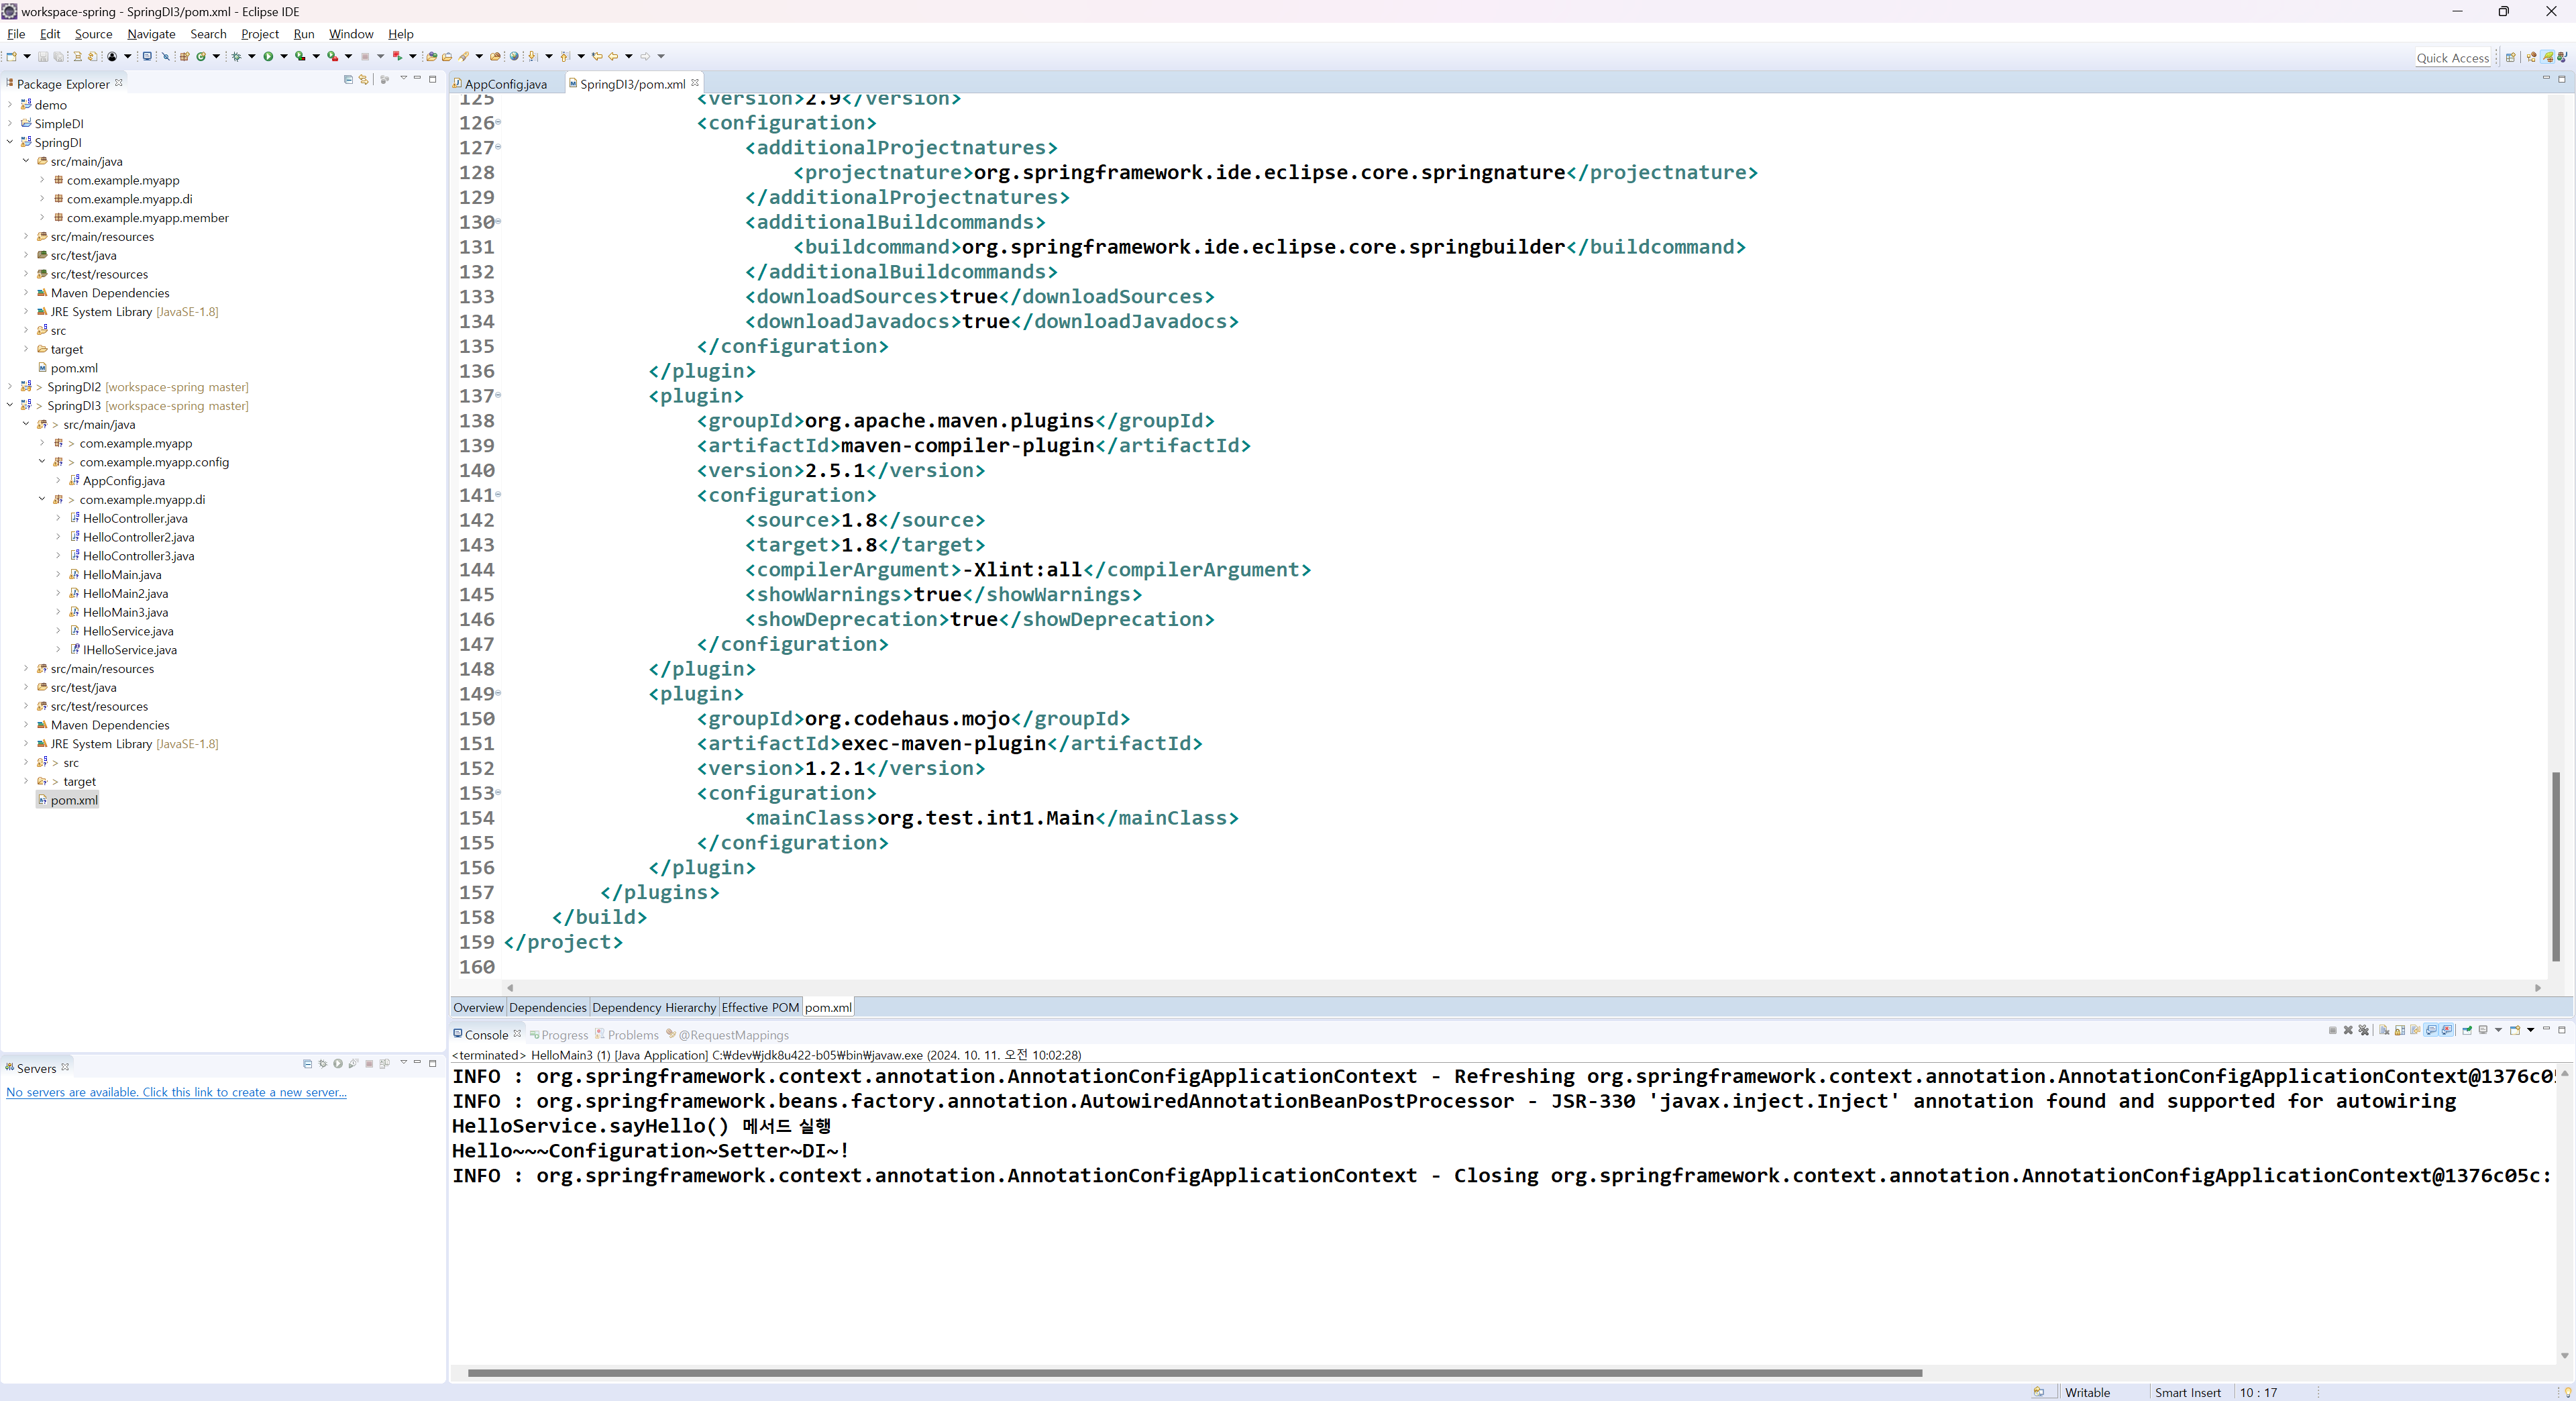 workspace-spring - SpringDI3/pom.xml - Eclipse IDE
File Edit Source Navigate Search Project Run Window Help
Quick Access
Package Explorer
demo
SimpleDI
SpringDI
src/main/java
com.example.myapp
com.example.myapp.di
com.example.myapp.member
src/main/resources
src/test/java
src/test/resources
Maven Dependencies
JRE System Library [JavaSE-1.8]
src
target
pom.xml
> SpringDI2 [workspace-spring master]
> SpringDI3 [workspace-spring master]
> src/main/java
> com.example.myapp
> com.example.myapp.config
AppConfig.java
> com.example.myapp.di
HelloController.java
HelloController2.java
HelloController3.java
HelloMain.java
HelloMain2.java
HelloMain3.java
HelloService.java
IHelloService.java
src/main/resources
src/test/java
src/test/resources
Maven Dependencies
JRE System Library [JavaSE-1.8]
> src
> target
pom.xml
Servers
No servers are available. Click this link to create a new server...
AppConfig.java SpringDI3/pom.xml
125 <version>2.9</version>
126 <configuration>
127 <additionalProjectnatures>
128 <projectnature>org.springframework.ide.eclipse.core.springnature</projectnature>
129 </additionalProjectnatures>
130 <additionalBuildcommands>
131 <buildcommand>org.springframework.ide.eclipse.core.springbuilder</buildcommand>
132 </additionalBuildcommands>
133 <downloadSources>true</downloadSources>
134 <downloadJavadocs>true</downloadJavadocs>
135 </configuration>
136 </plugin>
137 <plugin>
138 <groupId>org.apache.maven.plugins</groupId>
139 <artifactId>maven-compiler-plugin</artifactId>
140 <version>2.5.1</version>
141 <configuration>
142 <source>1.8</source>
143 <target>1.8</target>
144 <compilerArgument>-Xlint:all</compilerArgument>
145 <showWarnings>true</showWarnings>
146 <showDeprecation>true</showDeprecation>
147 </configuration>
148 </plugin>
149 <plugin>
150 <groupId>org.codehaus.mojo</groupId>
151 <artifactId>exec-maven-plugin</artifactId>
152 <version>1.2.1</version>
153 <configuration>
154 <mainClass>org.test.int1.Main</mainClass>
155 </configuration>
156 </plugin>
157 </plugins>
158 </build>
159 </project>
160
Overview Dependencies Dependency Hierarchy Effective POM pom.xml
Console Progress Problems @RequestMappings
<terminated> HelloMain3 (1) [Java Application] C:₩dev₩jdk8u422-b05₩bin₩javaw.exe (2024. 10. 11. 오전 10:02:28)
INFO : org.springframework.context.annotation.AnnotationConfigApplicationContext - Refreshing org.springframework.context.annotation.AnnotationConfigApplicationContext@1376c05
INFO : org.springframework.beans.factory.annotation.AutowiredAnnotationBeanPostProcessor - JSR-330 'javax.inject.Inject' annotation found and supported for autowiring
HelloService.sayHello() 메서드 실행
Hello~~~Configuration~Setter~DI~!
INFO : org.springframework.context.annotation.AnnotationConfigApplicationContext - Closing org.springframework.context.annotation.AnnotationConfigApplicationContext@1376c05c:
Writable Smart Insert 10 : 17